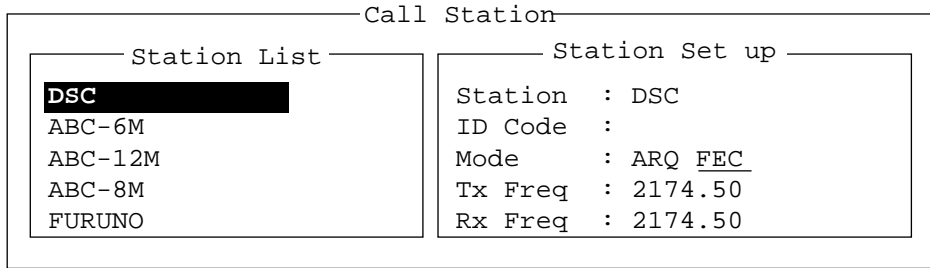 Call Station
Station List
DSC
ABC-6M
ABC-12M
ABC-8M
FURUNO
Station Set up
Station : DSC
ID Code :
Mode : ARQ FEC
Tx Freq : 2174.50
Rx Freq : 2174.50